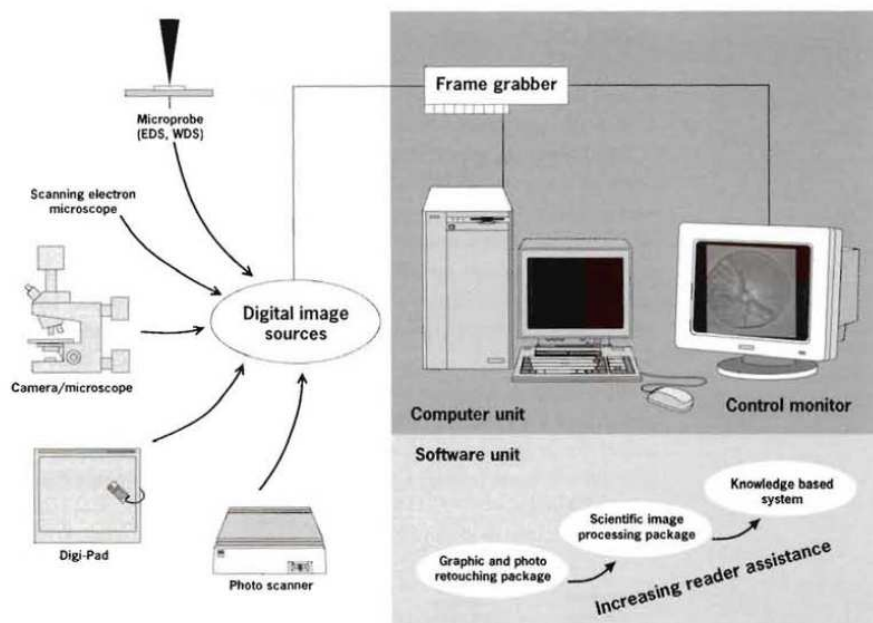 Microprobe
(EDS, WDS)
Scanning electron
microscope
Camera/microscope
Digi-Pad
Photo scanner
Digital image
sources
Frame grabber
Computer unit
Control monitor
Software unit
Graphic and photo
retouching package
Scientific image
processing package
Knowledge based
system
Increasing reader assistance